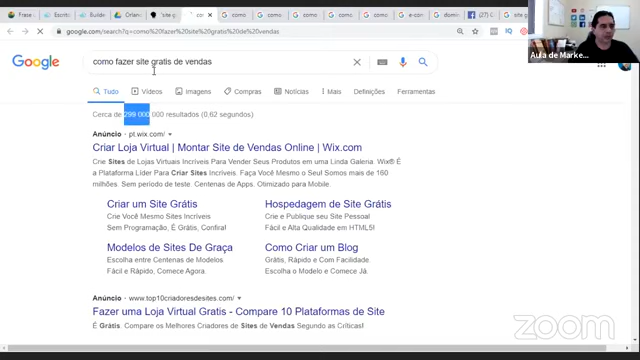 Frase
Escrit
Builde
Orlan
"site g
com
como
como
como
como
e-con
como
(27) C
site g
google.com/search?q=como%20fazer%20site%20gratis%20de%20vendas
Google
como fazer site gratis de vendas
Tudo
Vídeos
Imagens
Compras
Notícias
Mais
Definições
Ferramentas
Aula de Marke...
Cerca de 299 000 000 resultados (0,62 segundos)
Anúncio • pt.wix.com/
Criar Loja Virtual | Montar Site de Vendas Online | Wix.com
Crie Sites de Lojas Virtuais Incríveis Para Vender Seus Produtos em uma Linda Galeria. Wix® É
a Plataforma Líder Para Criar Sites Incríveis. Faça Você Mesmo o Seu! Somos mais de 160
milhões. Sem período de teste. Centenas de Apps. Otimizado para Mobile.
Criar um Site Grátis
Crie Você Mesmo Sites Incríveis
Sem Programação, É Grátis, Confira!
Hospedagem de Site Grátis
Crie e Publique seu Site Pessoal
Fácil e Alta Qualidade em HTML5!
Modelos de Sites De Graça
Escolha entre Centenas de Modelos
Fácil e Rápido, Comece Agora
Como Criar um Blog
Grátis, Rápido e Com Facilidade.
Escolha o Modelo e Comece Já.
Anúncio • www.top10criadoresdesites.com/
Fazer uma Loja Virtual Gratis - Compare 10 Plataformas de Site
É Grátis. Compare os Melhores Criadores de Sites de Vendas Segundo as Críticas!
zoom